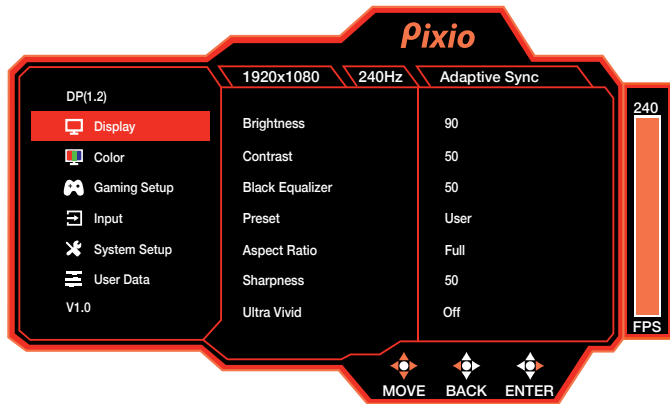 Pixio
1920x1080 240Hz Adaptive Sync
DP(1.2)
Display
Color
Gaming Setup
Input
System Setup
User Data
V1.0
Brightness 90
Contrast 50
Black Equalizer 50
Preset User
Aspect Ratio Full
Sharpness 50
Ultra Vivid Off
240
FPS
MOVE BACK ENTER